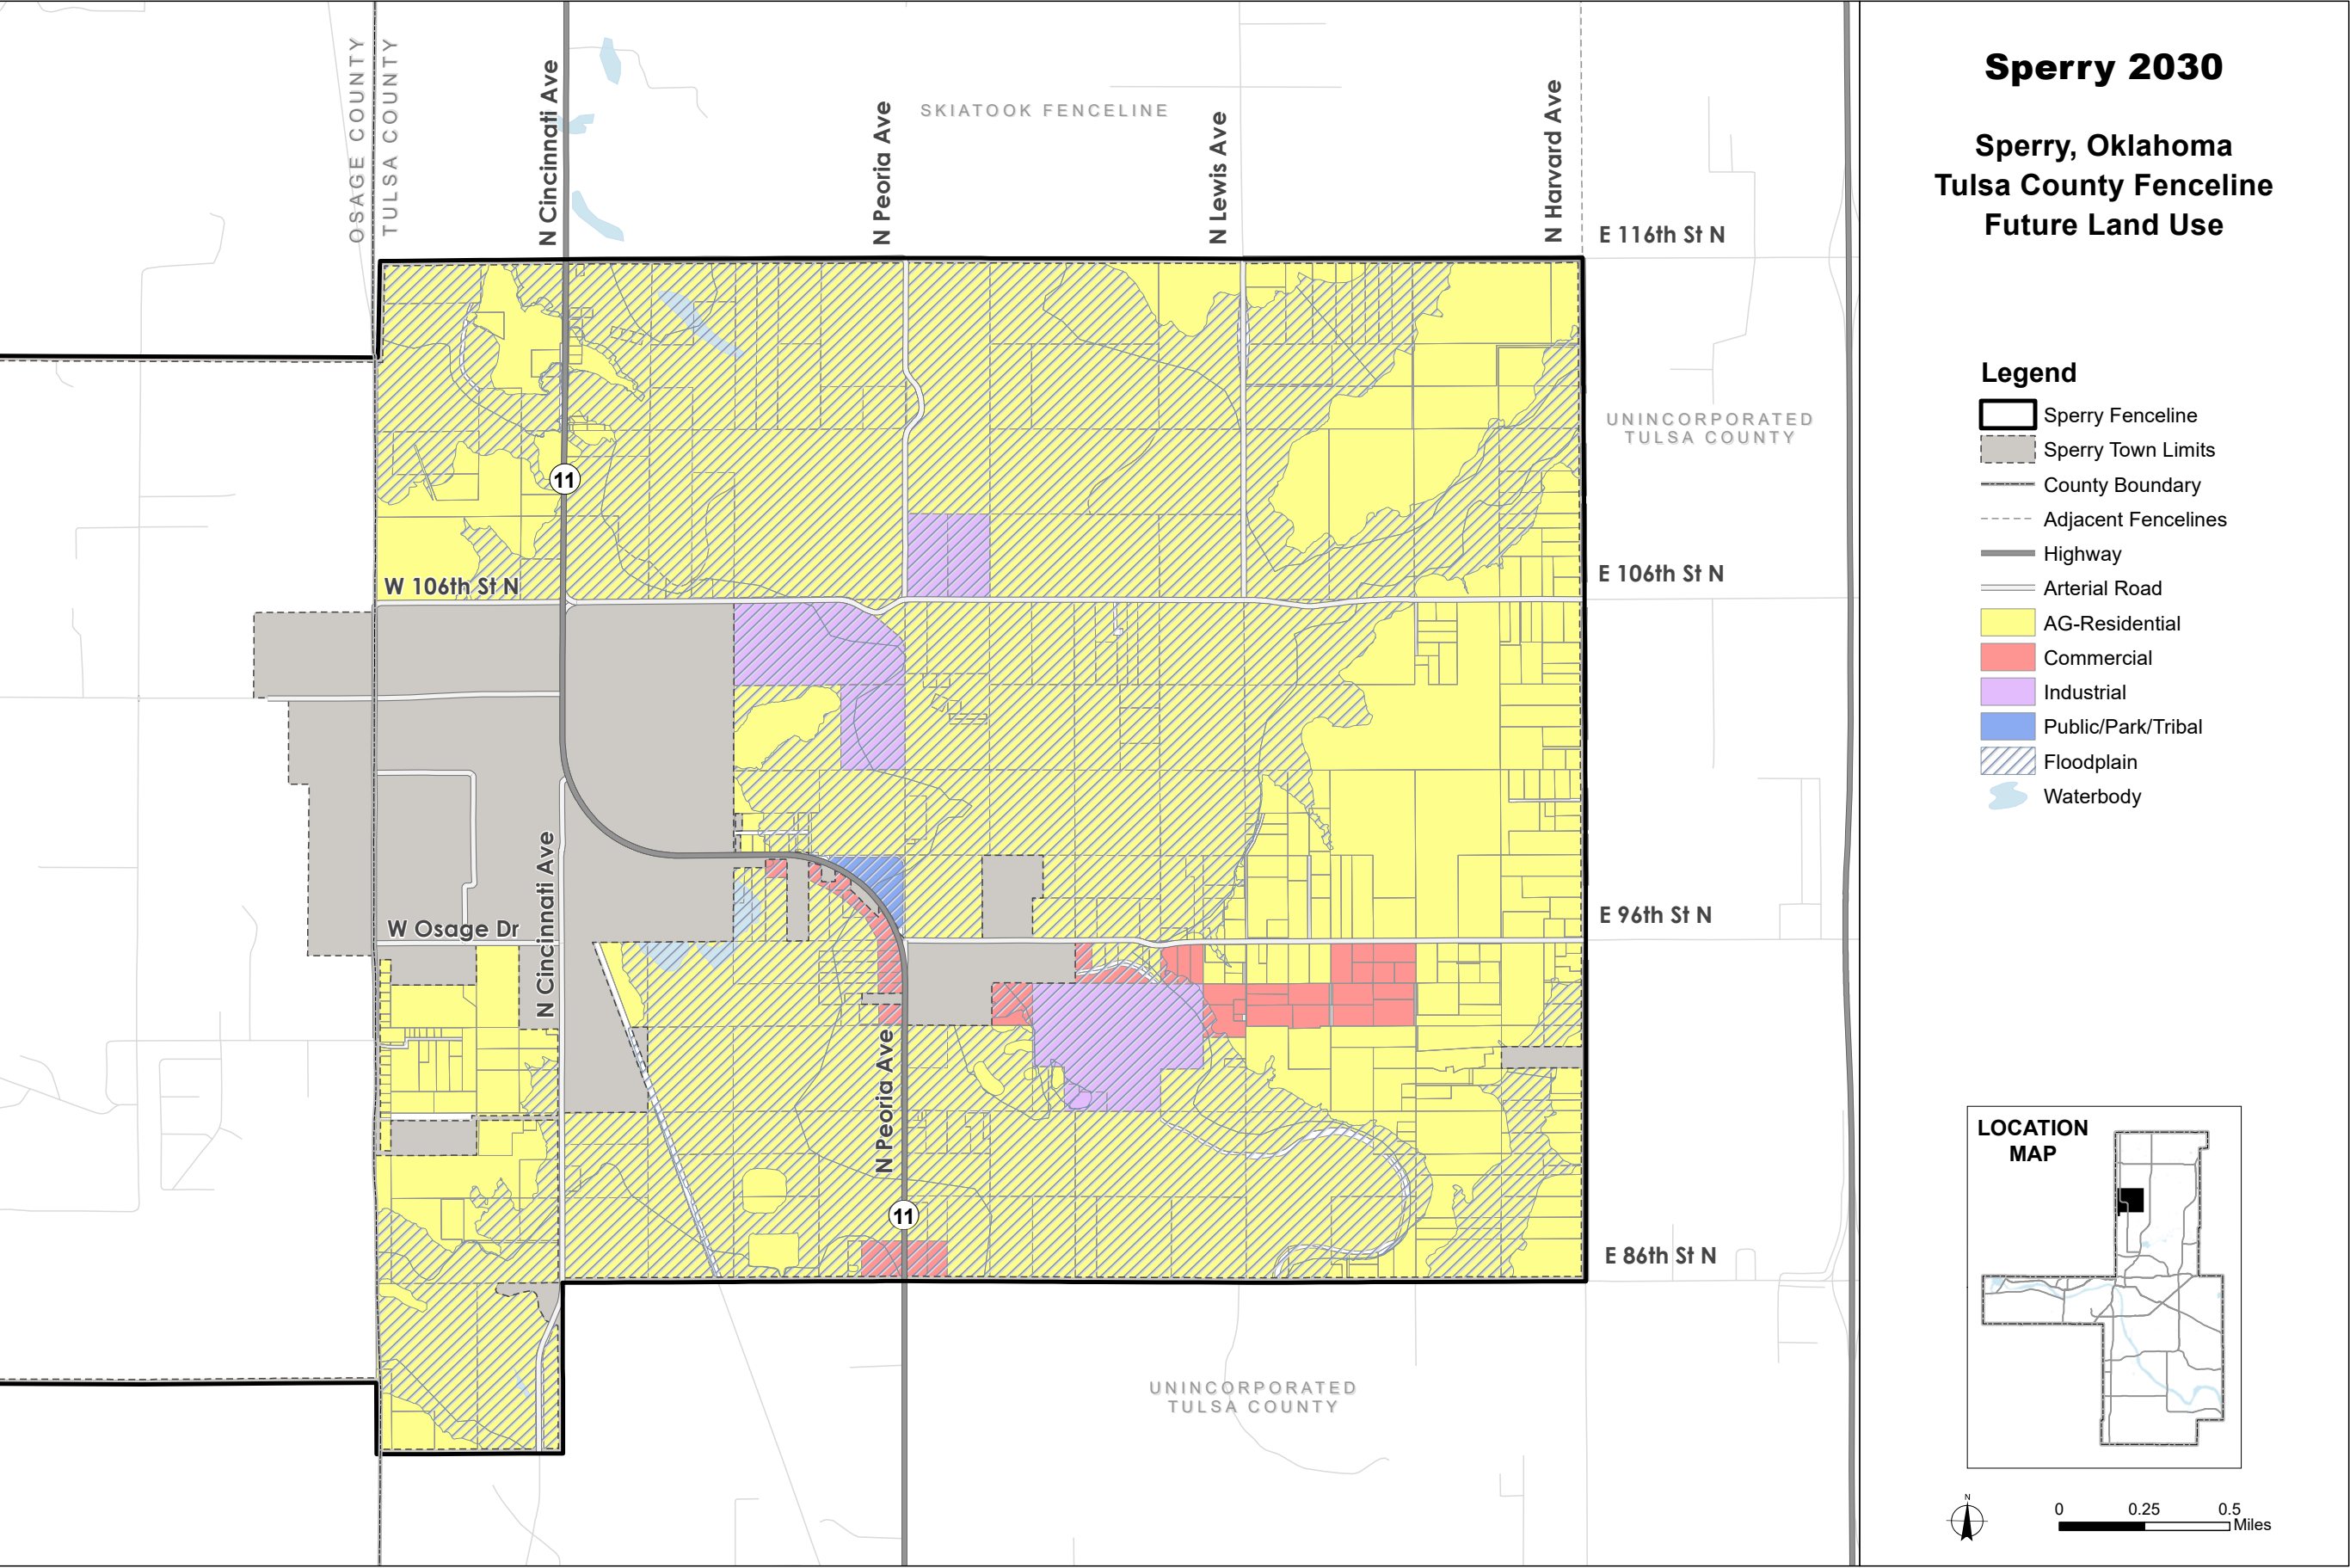 Sperry 2030
Sperry, Oklahoma
Tulsa County Fenceline
Future Land Use
Legend
Sperry Fenceline
Sperry Town Limits
County Boundary
Adjacent Fencelines
Highway
Arterial Road
AG-Residential
Commercial
Industrial
Public/Park/Tribal
Floodplain
Waterbody
LOCATION
MAP
N
0 0.25 0.5
Miles
OSAGE COUNTY
TULSA COUNTY
N Cincinnati Ave
N Peoria Ave
SKIATOOK FENCELINE
N Lewis Ave
N Harvard Ave
E 116th St N
UNINCORPORATED
TULSA COUNTY
11
W 106th St N
E 106th St N
N Cincinnati Ave
W Osage Dr
E 96th St N
N Peoria Ave
11
E 86th St N
UNINCORPORATED
TULSA COUNTY